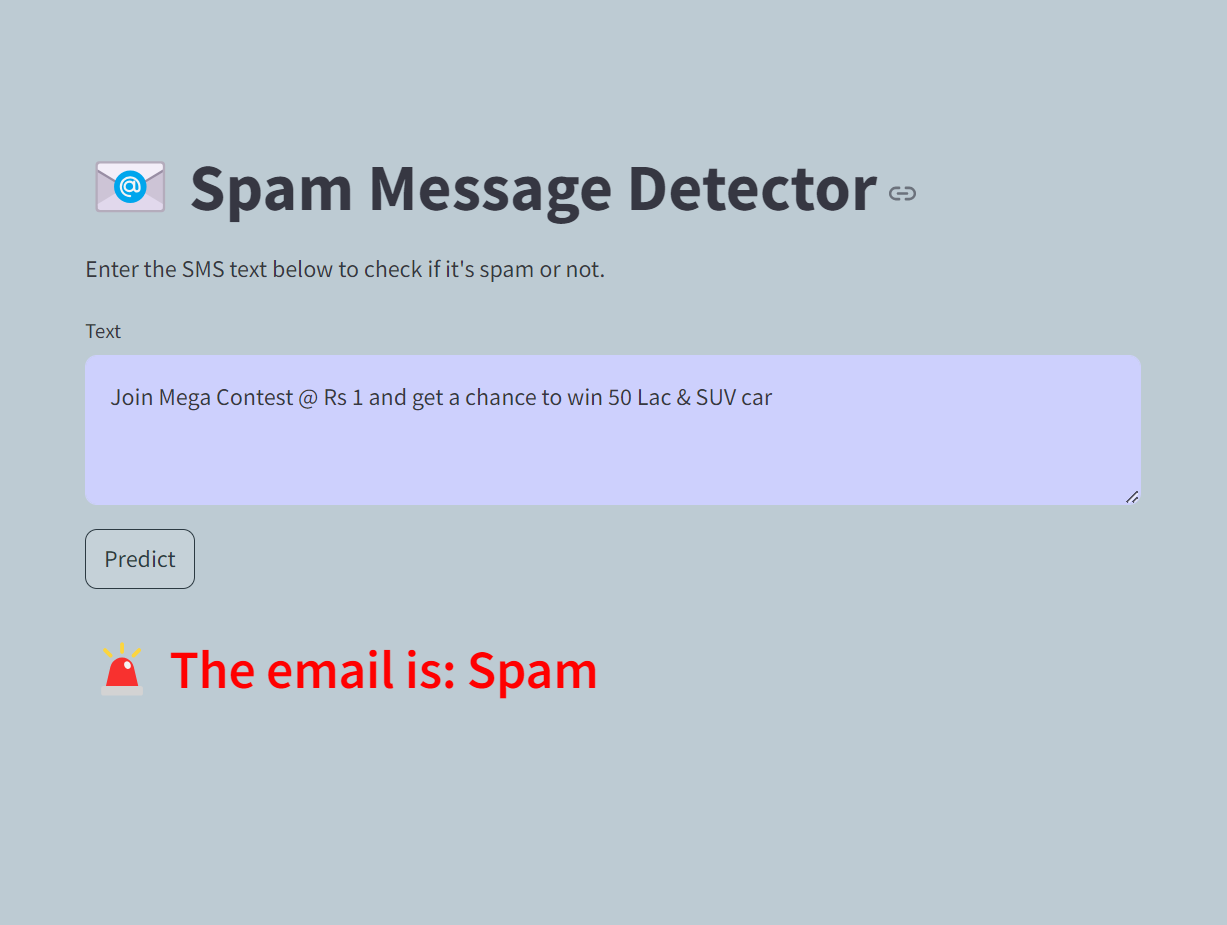 Spam Message Detector
Enter the SMS text below to check if it's spam or not.
Text
Join Mega Contest @ Rs 1 and get a chance to win 50 Lac & SUV car
Predict
The email is: Spam